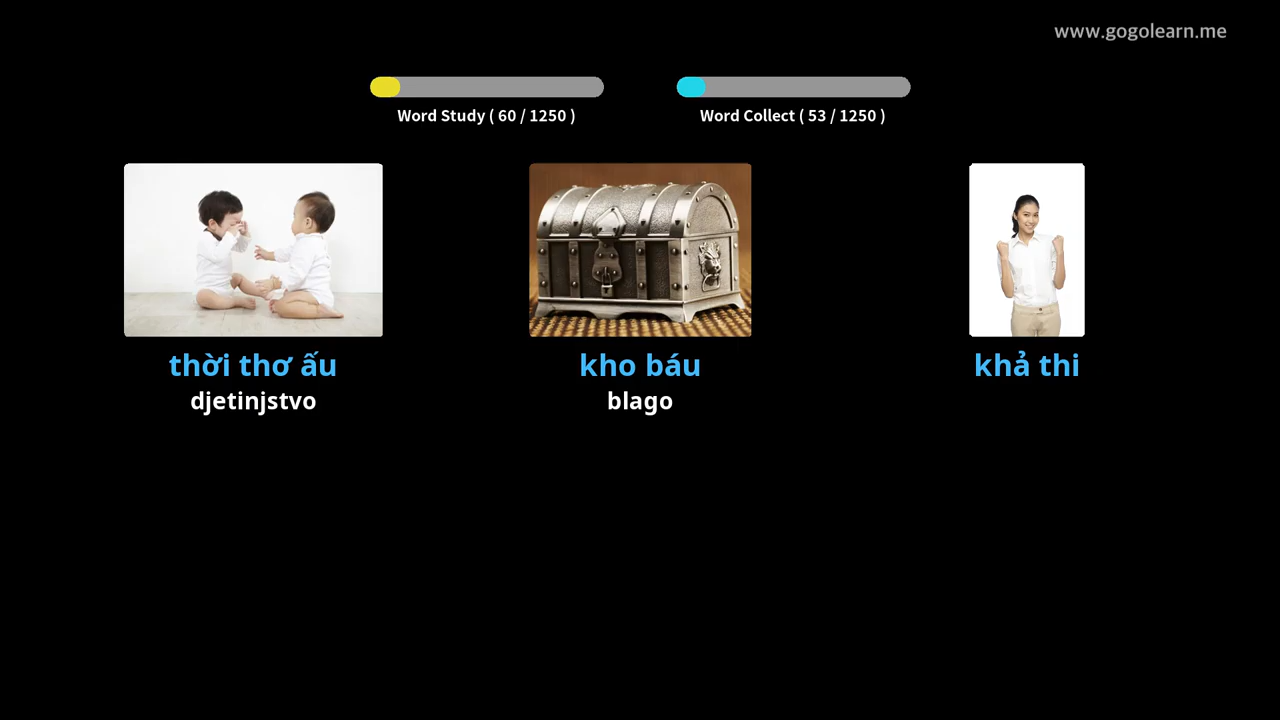 www.gogolearn.me
Word Study ( 60 / 1250 )
Word Collect ( 53 / 1250 )
thời thơ ấu
djetinjstvo
kho báu
blago
khả thi